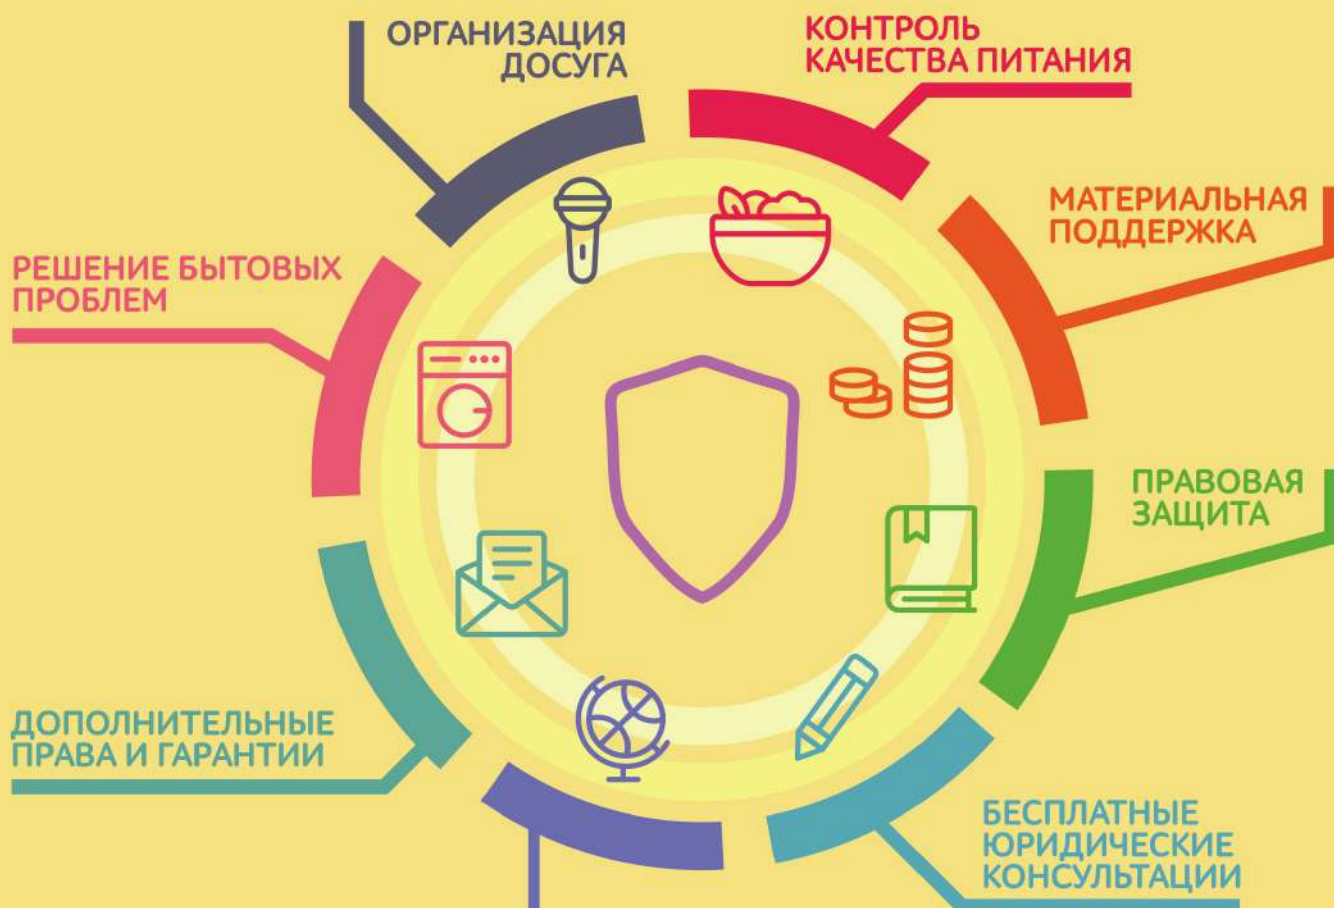 ОРГАНИЗАЦИЯ
ДОСУГА
КОНТРОЛЬ
КАЧЕСТВА ПИТАНИЯ
МАТЕРИАЛЬНАЯ
ПОДДЕРЖКА
РЕШЕНИЕ БЫТОВЫХ
ПРОБЛЕМ
ПРАВОВАЯ
ЗАЩИТА
ДОПОЛНИТЕЛЬНЫЕ
ПРАВА И ГАРАНТИИ
БЕСПЛАТНЫЕ
ЮРИДИЧЕСКИЕ
КОНСУЛЬТАЦИИ